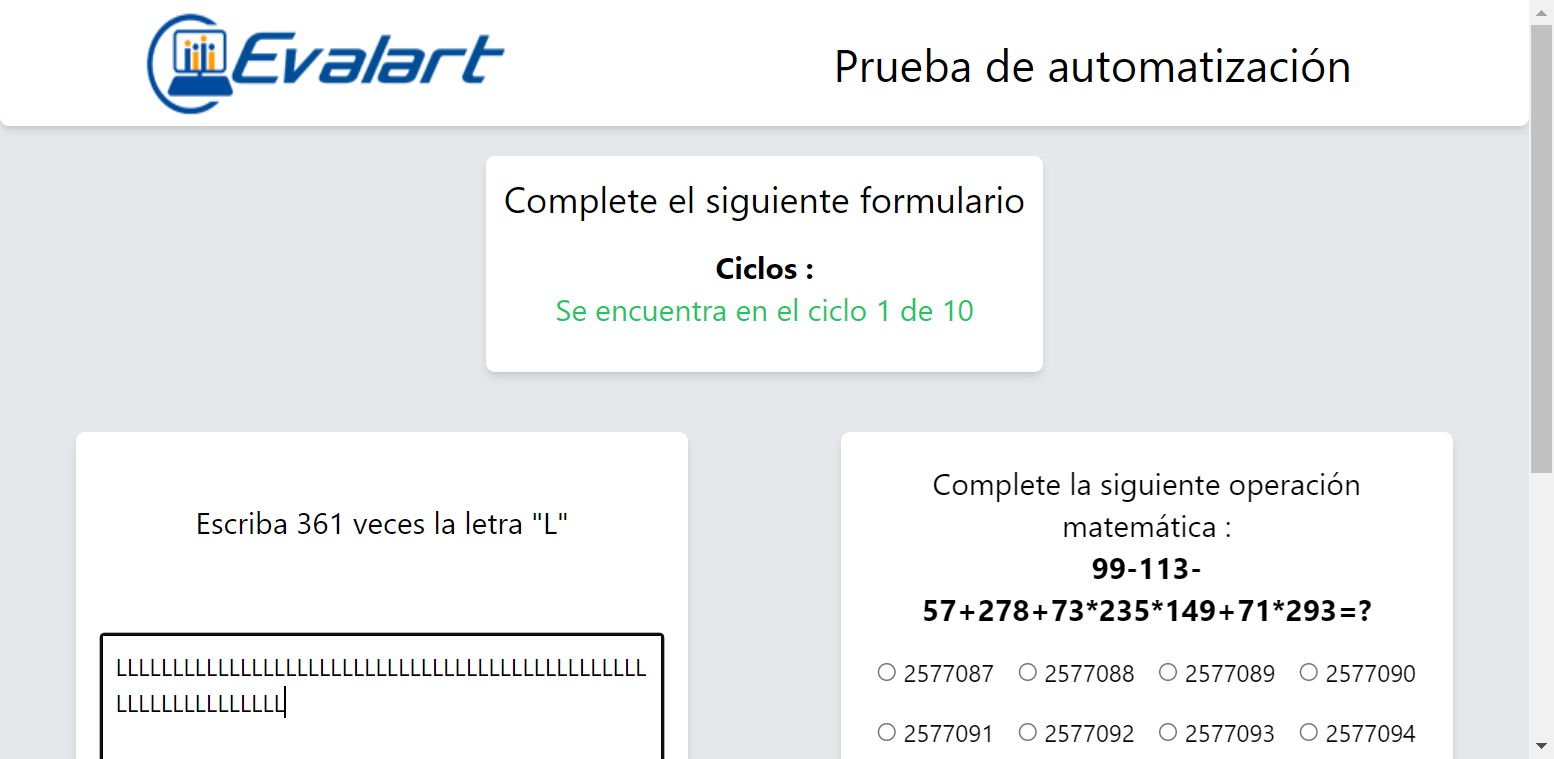 Evalart
Prueba de automatización
Complete el siguiente formulario
Ciclos :
Se encuentra en el ciclo 1 de 10
Escriba 361 veces la letra "L"
LLLLLLLLLLLLLLLLLLLLLLLLLLLLLLLLLLLLLLLLLLLLLLL
LLLLLLLLLLLLLLL
Complete la siguiente operación
matemática :
99-113-
57+278+73*235*149+71*293=?
2577087 2577088 2577089 2577090
2577091 2577092 2577093 2577094